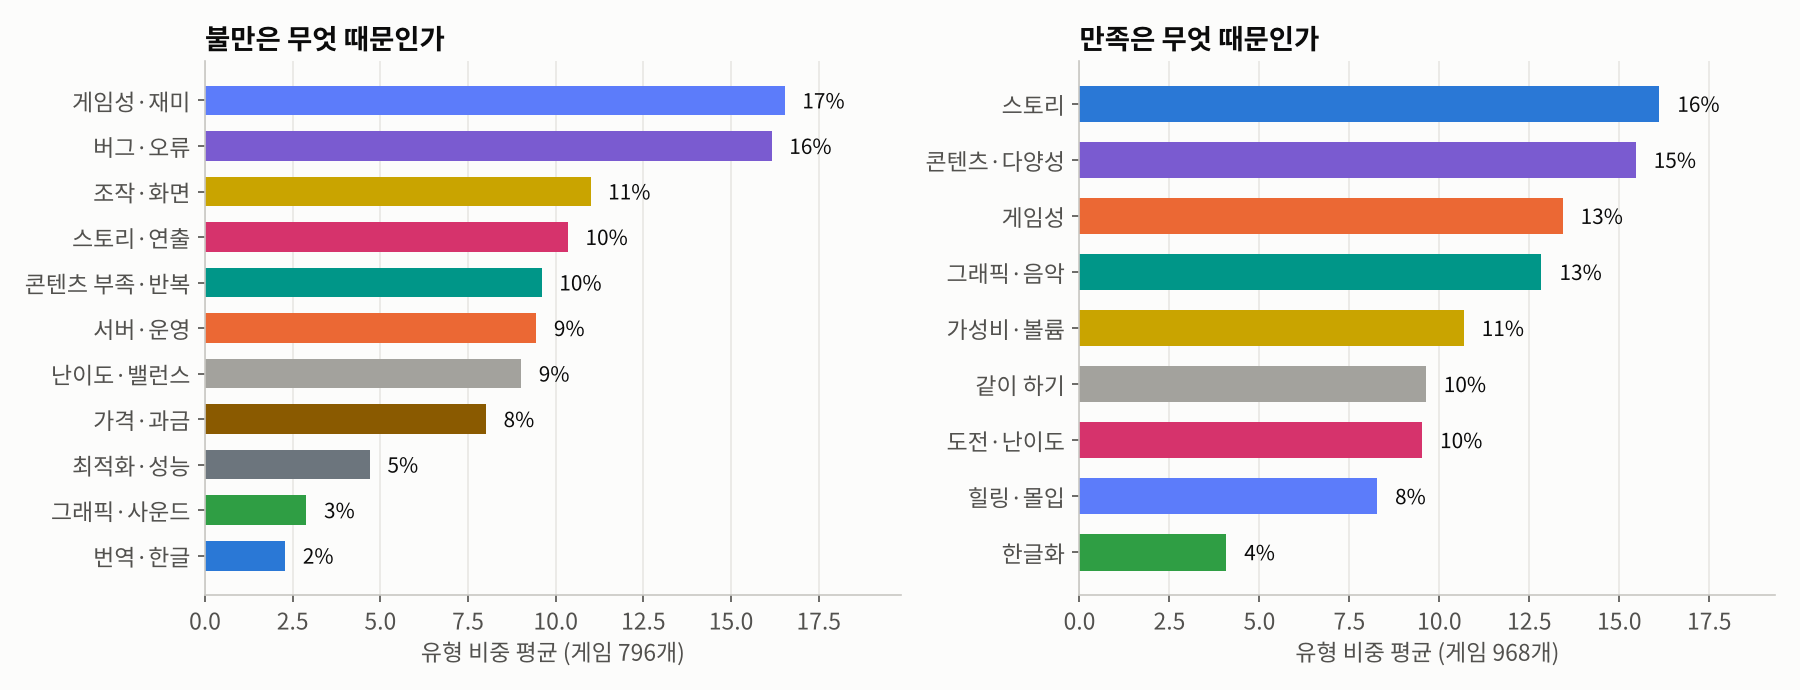 불만은 무엇 때문인가
게임성·재미 17%
버그·오류 16%
조작·화면 11%
스토리·연출 10%
콘텐츠 부족·반복 10%
서버·운영 9%
난이도·밸런스 9%
가격·과금 8%
최적화·성능 5%
그래픽·사운드 3%
번역·한글 2%
0.0 2.5 5.0 7.5 10.0 12.5 15.0 17.5
유형 비중 평균 (게임 796개)
만족은 무엇 때문인가
스토리 16%
콘텐츠·다양성 15%
게임성 13%
그래픽·음악 13%
가성비·볼륨 11%
같이 하기 10%
도전·난이도 10%
힐링·몰입 8%
한글화 4%
0.0 2.5 5.0 7.5 10.0 12.5 15.0 17.5
유형 비중 평균 (게임 968개)